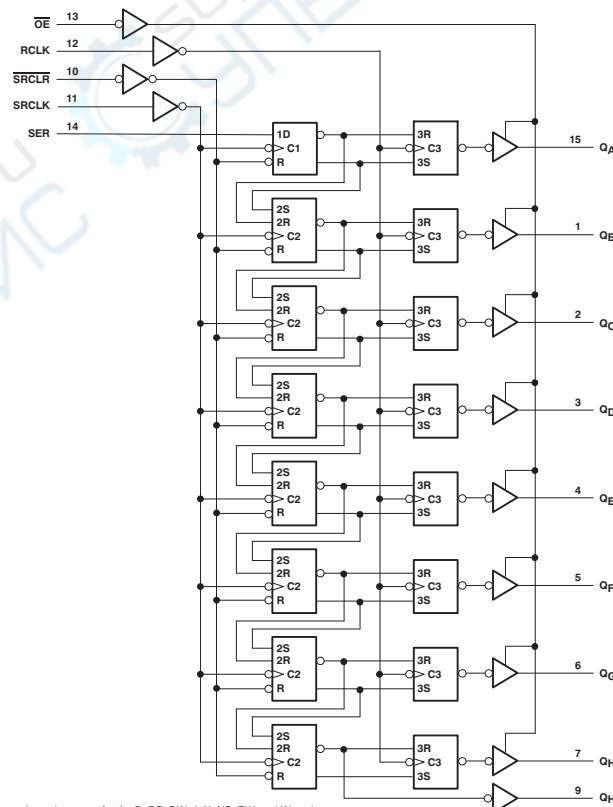 OE 13
RCLK 12
SRCLR 10
SRCLK 11
SER 14
1D 3R
C1 C3 15 QA
R 3S
2S
2R 3R
C2 C3 1 QB
R 3S
2S
2R 3R
C2 C3 2 QC
R 3S
2S
2R 3R
C2 C3 3 QD
R 3S
2S
2R 3R
C2 C3 4 QE
R 3S
2S
2R 3R
C2 C3 5 QF
R 3S
2S
2R 3R
C2 C3 6 QG
R 3S
2S
2R 3R
C2 C3 7 QH
R 3S
9 QH